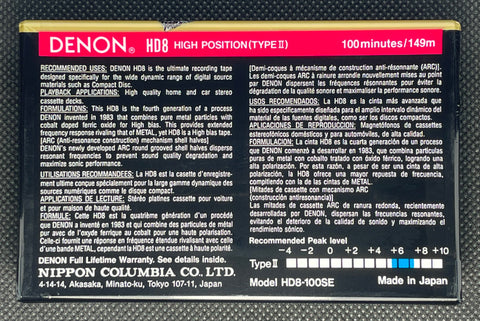 DENON® HD8 HIGH POSITION (TYPE II) 100minutes/149m
RECOMMENDED USES: DENON HD8 is the ultimate recording tape
designed specifically for the wide dynamic range of digital source
materials such as Compact Disc.
PLAYBACK APPLICATIONS: High quality home and car stereo
cassette decks.
FORMULATIONS: This HD8 is the fourth generation of a process
DENON invented in 1983 that combines pure metal particles with
cobalt doped ferric oxide for High Bias. This provides extended
frequency response rivaling that of METAL, yet HD8 is a High bias tape.
[ARC (Anti-resonance Construction) mechanism shell halves]
DENON's newly developed ARC round grooved shell halves disperse
resonant frequencies to prevent sound quality degradation and
maximize sonic performance.
UTILISATIONS RECOMMANDEES: La HD8 est la cassette d'enregistre-
ment ultime conçue spécialement pour la large gamme dynamique des
sources numériques comme le disque compact.
APPLICATIONS DE LECTURE: Stéréo platines cassette pour voiture
et pour maison de haute qualité.
FORMULE: Cette HD8 est la quatrième génération d'un procédé
que DENON a inventé en 1983 et qui combine des particules de métal
pur avec de l'oxyde ferrique au cobalt pour une polarisation haute.
Celle-ci fournit une réponse en fréquence étendue rivalisant avec celle
d'une bande METAL, cependant la HD8 est une cassette à polarité haute.
DENON Full Lifetime Warranty. See details inside.
NIPPON COLUMBIA CO., LTD.
4-14-14, Akasaka, Minato-ku, Tokyo 107-11, Japan
[Demi-coques à mécanisme de construction anti-résonnante (ARC)]
Les demi-coques ARC à rainure arrondie nouvellement mises au point
par DENON dispersent les fréquences résonnantes pour éviter la
dégradation de la qualité sonore et maximaliser la performance sonore.
USOS RECOMENDADOS: La HD8 es la cinta más avanzada que
ha sido específicamente diseñada para el amplio intervalo dinámico del
material de las fuentes digitales, como son los discos compactos.
APLICACIONES DE REPRODUCCION: Magnetófonos de cassettes
estereofónicos domésticos y para automóviles, de alta calidad.
FORMULACION: La cinta HD8 es la cuarta generación de un proceso
que DENON comenzó a desarrollar en 1983, que combina partículas
puras de metal con cobalto tratado con óxido férrico, logrando una
alta polarización. Por esta razón, a pesar de ser una cinta de alta
polarización, la HD8 ofrece una mayor respuesta de frecuencia,
compitiendo con la de las cintas de METAL.
[Mitades de cassette con mecanismo ARC
(construcción antirresonancia)]
Las mitades de cassette ARC de ranura redonda, recientemente
desarrolladas por DENON, dispersan las frecuencias resonantes,
evitando el deterioro de la calidad de sonido y maximizando el
rendimiento sónico.
Recommended Peak level
−4 −2 0 +2 +4 +6 +8 +10
Type II
Model HD8-100SE Made in Japan